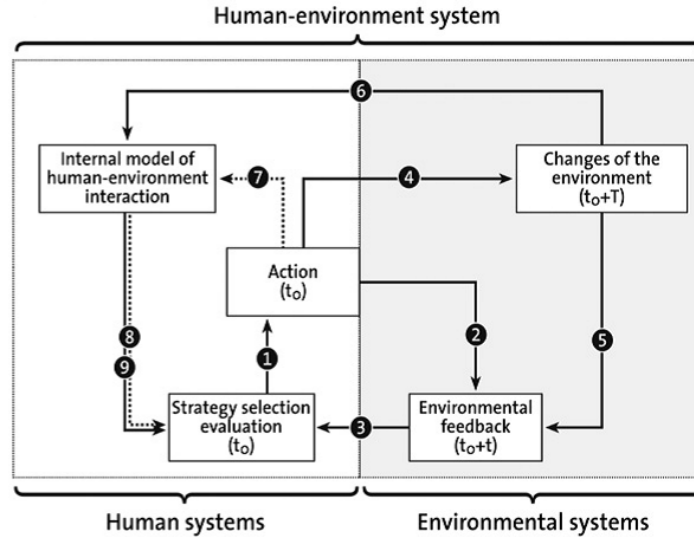 Human-environment system
6
Internal model of
human-environment
interaction
7
4
Changes of the
environment
(t₀+T)
Action
(t₀)
8
9
1
2
5
Strategy selection
evaluation
(t₀)
3
Environmental
feedback
(t₀+t)
Human systems
Environmental systems